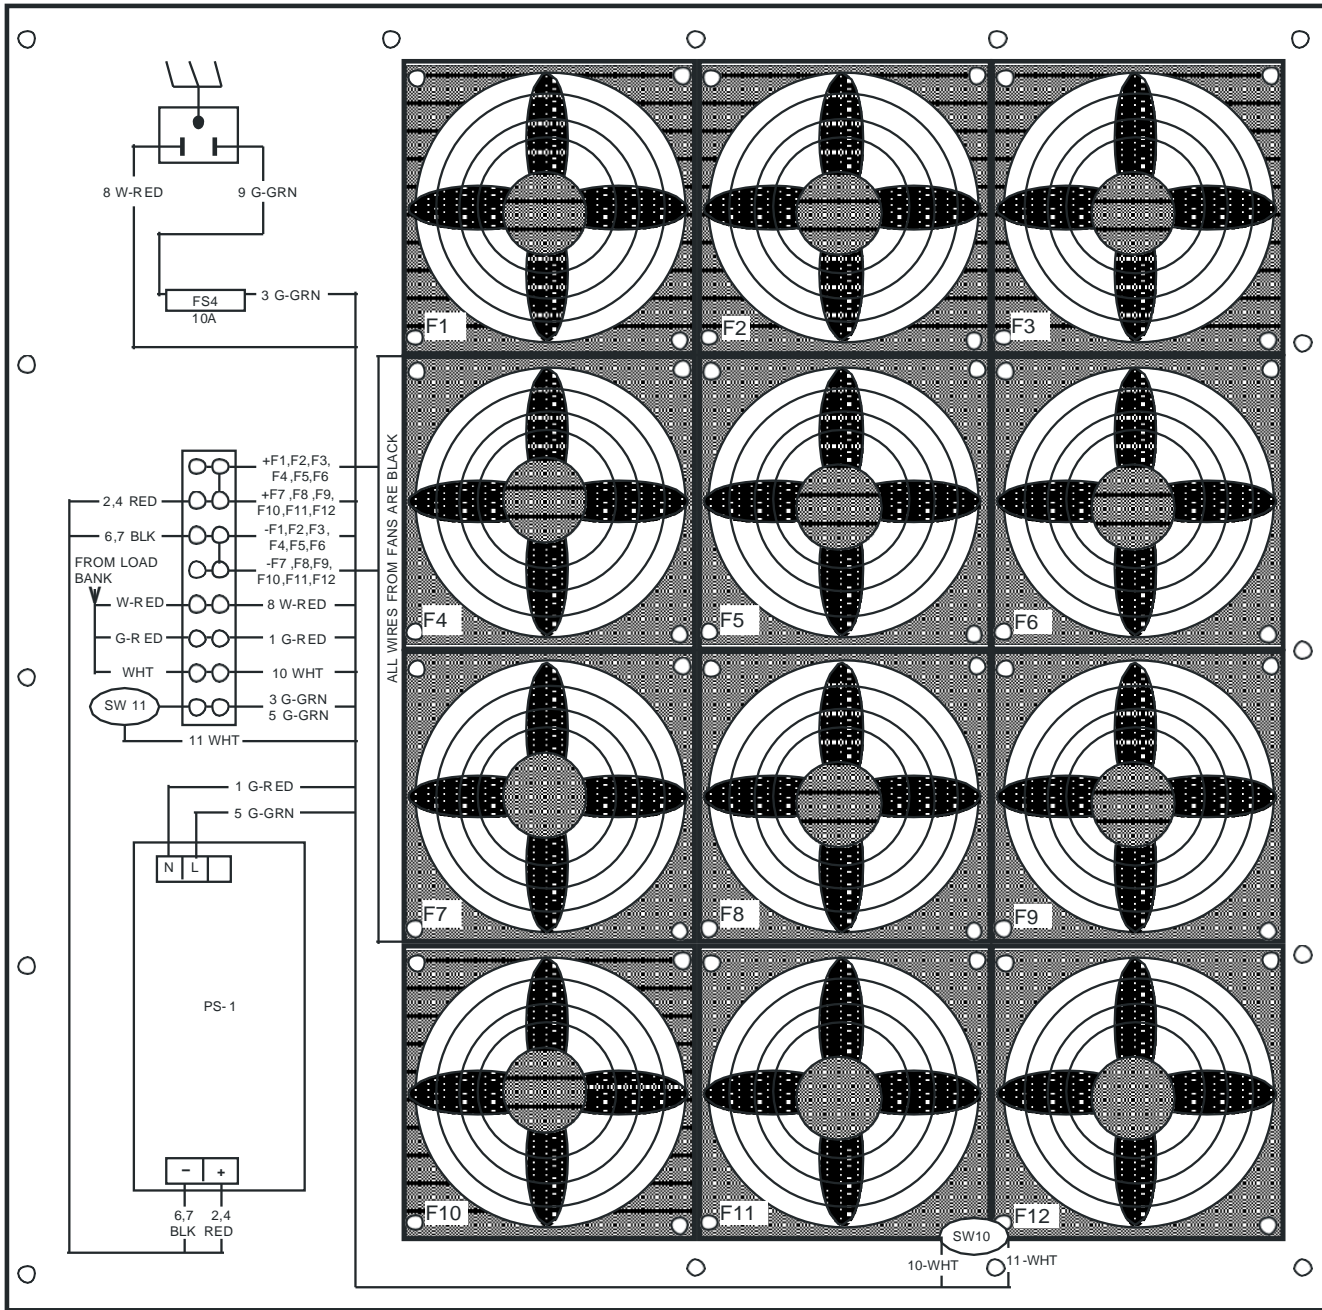 8 W-RED
9 G-GRN
FS4
10A
3 G-GRN
F1
F2
F3
+F1,F2,F3,
F4,F5,F6
2,4 RED
+F7 ,F8 ,F9,
F10,F11,F12
6,7 BLK
-F1,F2,F3,
F4,F5,F6
FROM LOAD
BANK
-F7 ,F8,F9,
F10,F11,F12
W-RED
8 W-RED
G-RED
1 G-RED
WHT
10 WHT
SW 11
3 G-GRN
5 G-GRN
11 WHT
ALL WIRES FROM FANS ARE BLACK
F4
F5
F6
1 G-RED
5 G-GRN
N
L
F7
F8
F9
PS-1
−
+
6,7
BLK
2,4
RED
F10
F11
F12
SW10
10-WHT
11-WHT